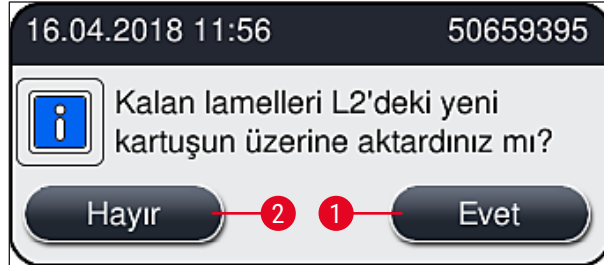 16.04.2018 11:56 50659395
Kalan lamelleri L2'deki yeni
kartuşun üzerine aktardınız mı?
Hayır 2 1 Evet